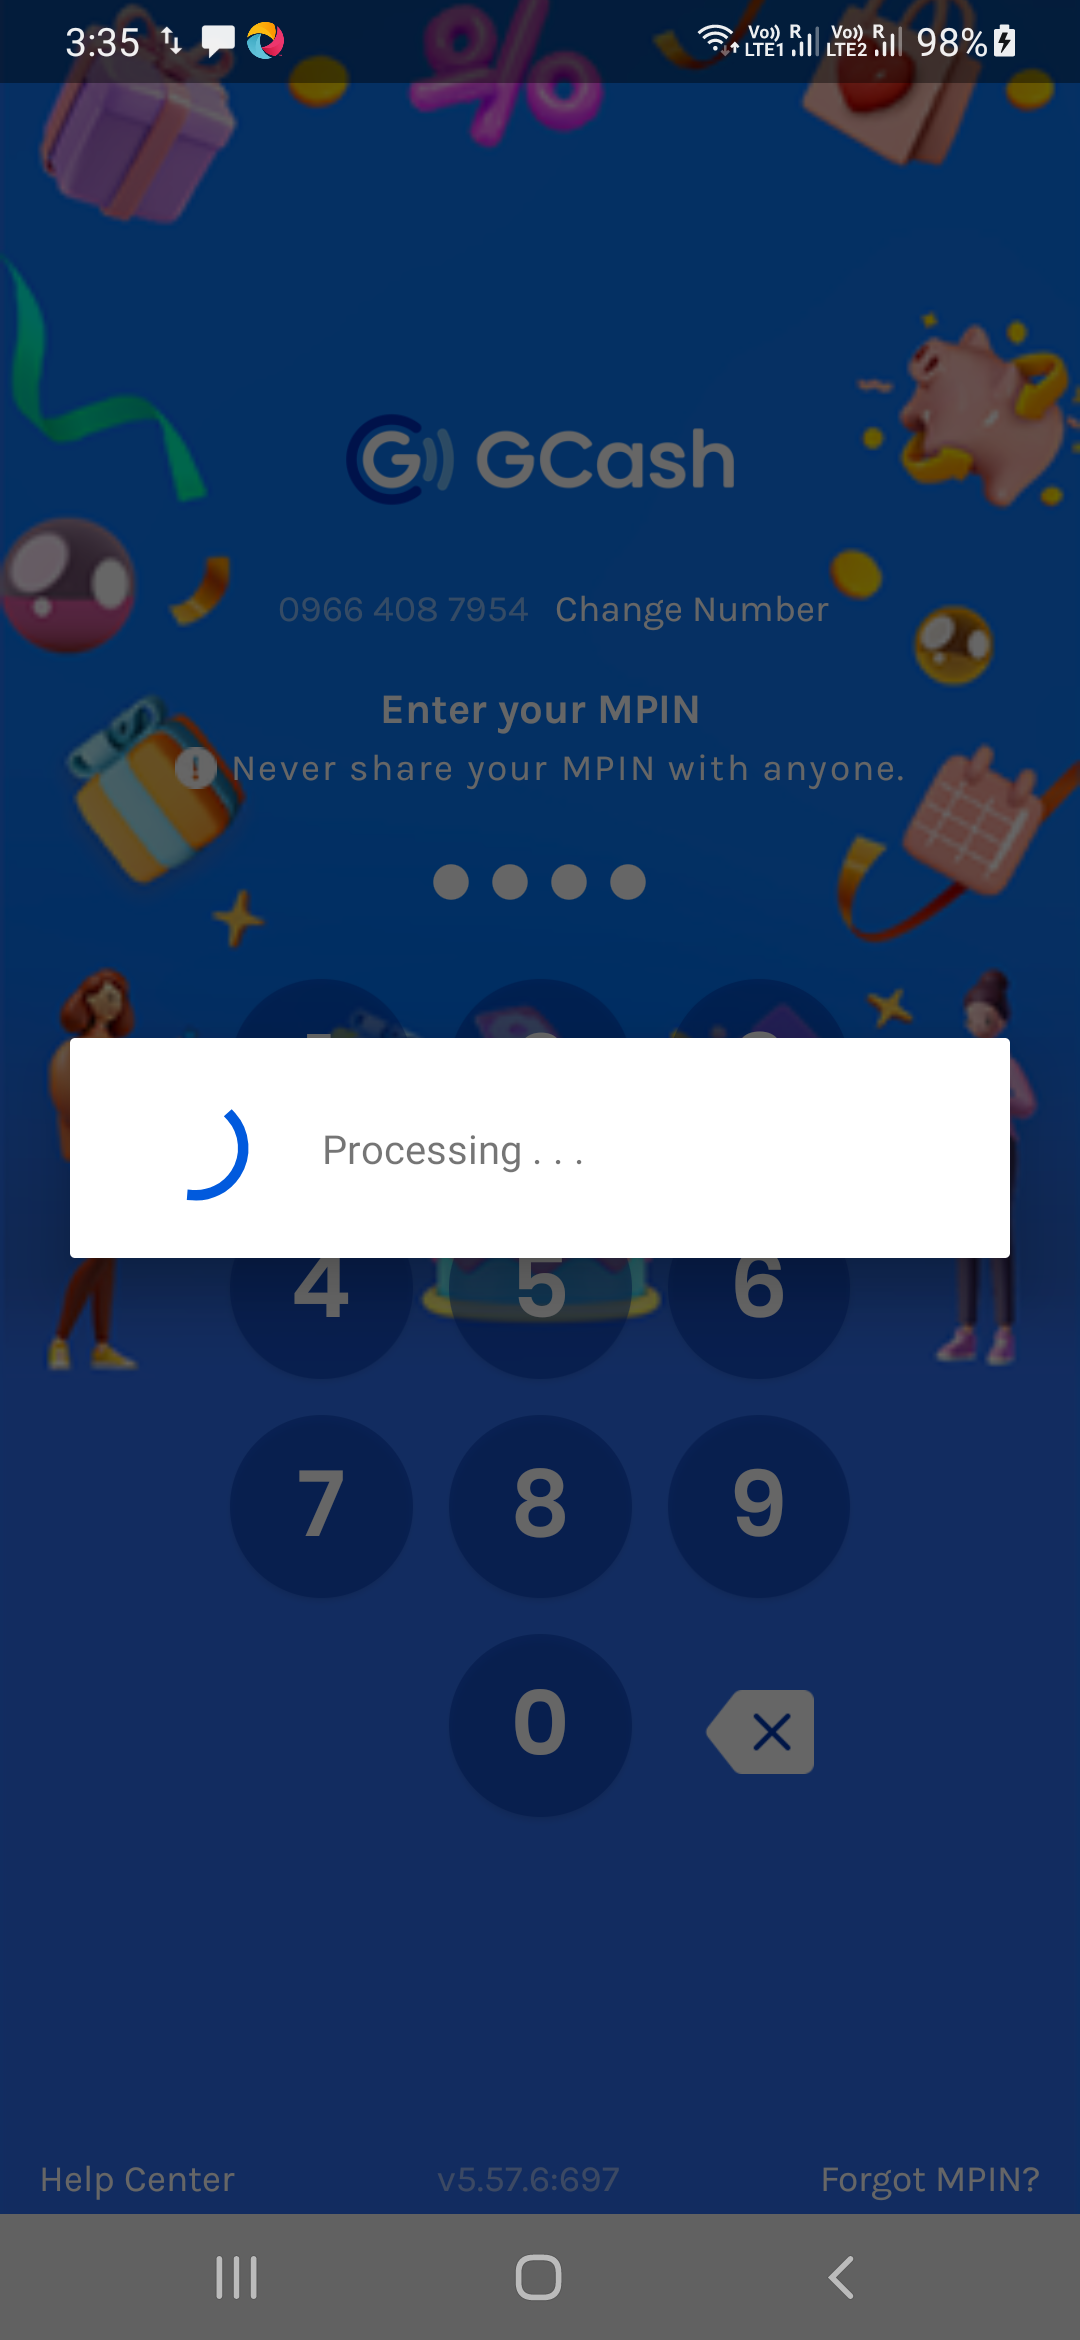 3:35 Vo)) LTE1 R Vo)) LTE2 R 98%
G GCash
0966 408 7954 Change Number
Enter your MPIN
! Never share your MPIN with anyone.
Processing . . .
4 5 6
7 8 9
0
Help Center v5.57.6:697 Forgot MPIN?